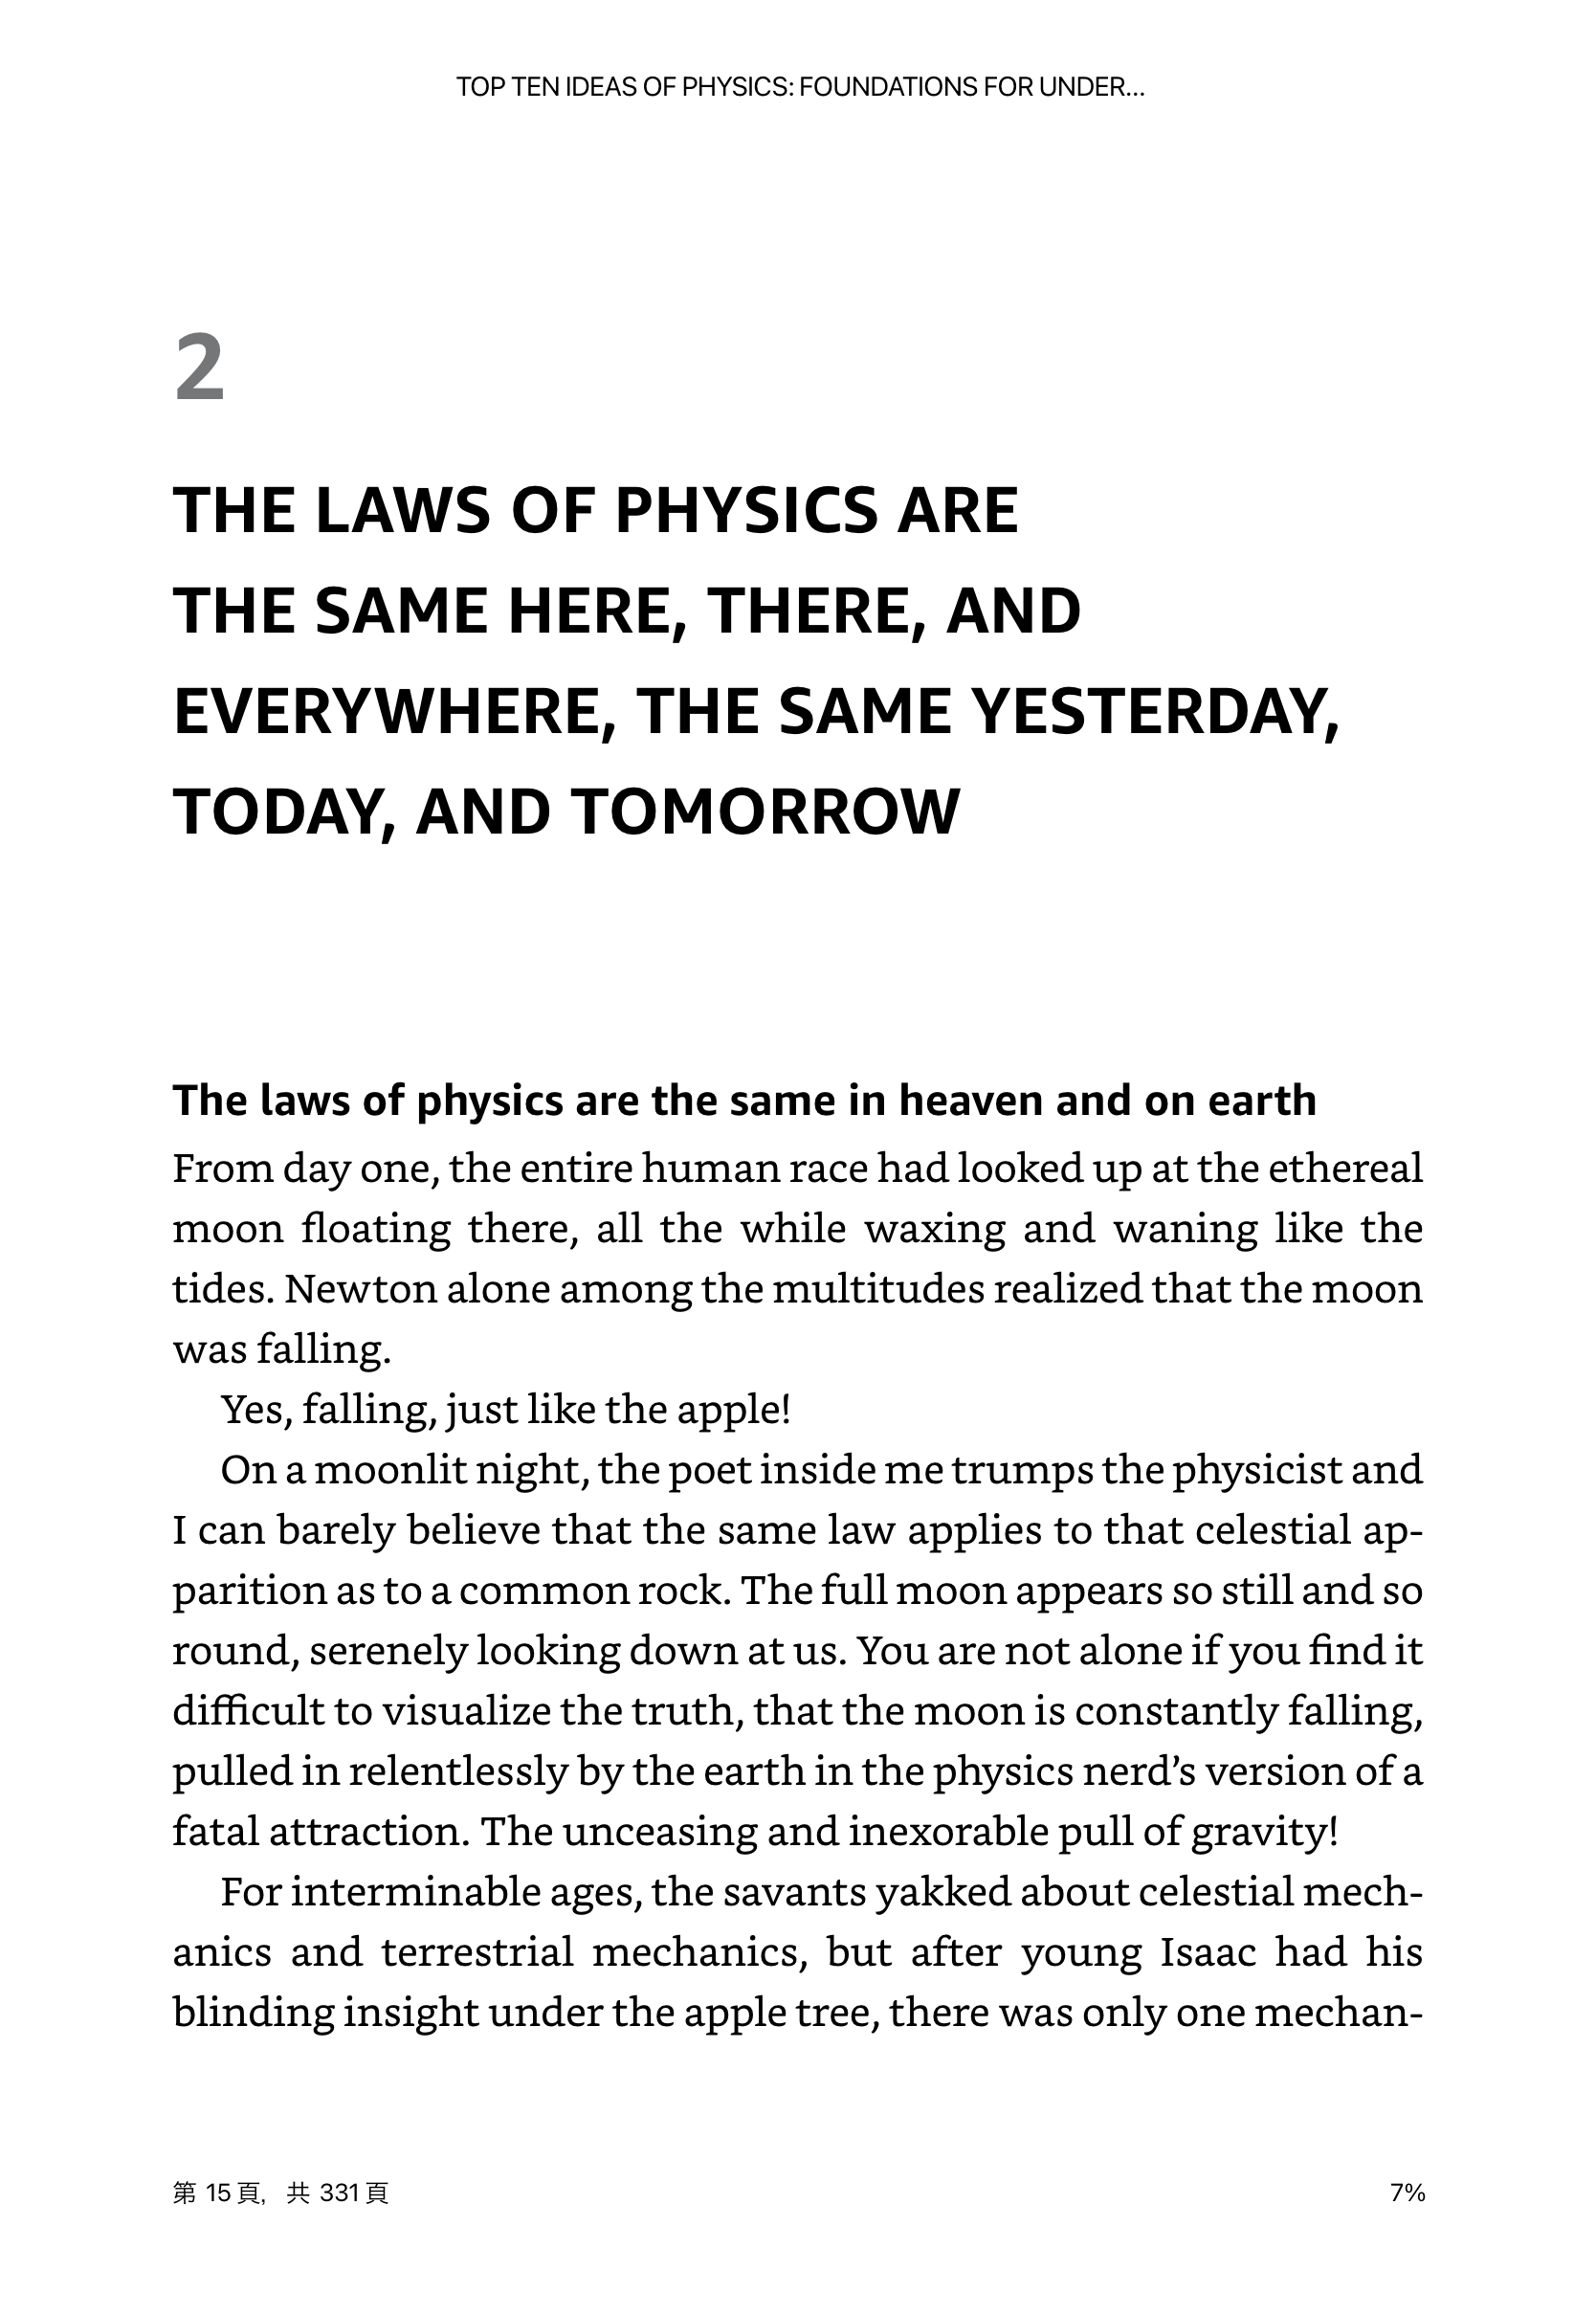 TOP TEN IDEAS OF PHYSICS: FOUNDATIONS FOR UNDER...
2
THE LAWS OF PHYSICS ARE
THE SAME HERE, THERE, AND
EVERYWHERE, THE SAME YESTERDAY,
TODAY, AND TOMORROW
The laws of physics are the same in heaven and on earth
From day one, the entire human race had looked up at the ethereal
moon floating there, all the while waxing and waning like the
tides. Newton alone among the multitudes realized that the moon
was falling.
Yes, falling, just like the apple!
On a moonlit night, the poet inside me trumps the physicist and
I can barely believe that the same law applies to that celestial ap-
parition as to a common rock. The full moon appears so still and so
round, serenely looking down at us. You are not alone if you find it
difficult to visualize the truth, that the moon is constantly falling,
pulled in relentlessly by the earth in the physics nerd’s version of a
fatal attraction. The unceasing and inexorable pull of gravity!
For interminable ages, the savants yakked about celestial mech-
anics and terrestrial mechanics, but after young Isaac had his
blinding insight under the apple tree, there was only one mechan-
第 15 頁，共 331 頁
7%